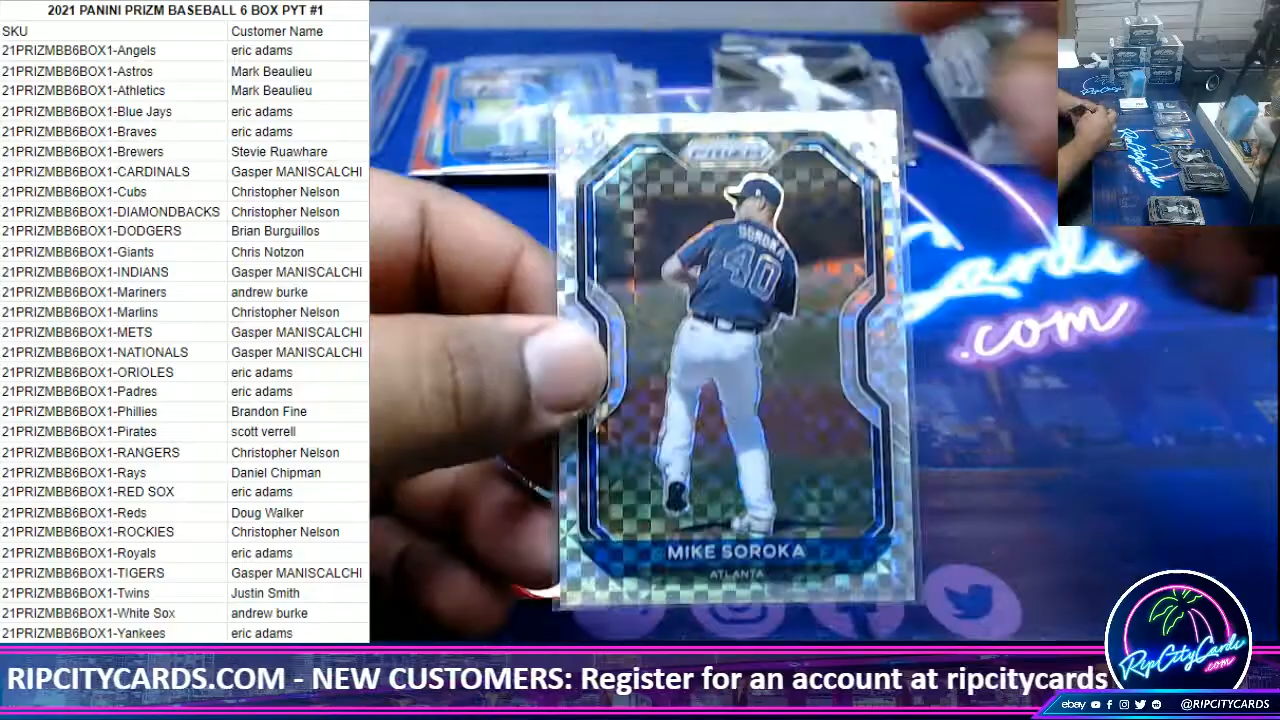 2021 PANINI PRIZM BASEBALL 6 BOX PYT #1
SKU Customer Name
21PRIZMBB6BOX1-Angels eric adams
21PRIZMBB6BOX1-Astros Mark Beaulieu
21PRIZMBB6BOX1-Athletics Mark Beaulieu
21PRIZMBB6BOX1-Blue Jays eric adams
21PRIZMBB6BOX1-Braves eric adams
21PRIZMBB6BOX1-Brewers Stevie Ruawhare
21PRIZMBB6BOX1-CARDINALS Gasper MANISCALCHI
21PRIZMBB6BOX1-Cubs Christopher Nelson
21PRIZMBB6BOX1-DIAMONDBACKS Christopher Nelson
21PRIZMBB6BOX1-DODGERS Brian Burguillos
21PRIZMBB6BOX1-Giants Chris Notzon
21PRIZMBB6BOX1-INDIANS Gasper MANISCALCHI
21PRIZMBB6BOX1-Mariners andrew burke
21PRIZMBB6BOX1-Marlins Christopher Nelson
21PRIZMBB6BOX1-METS Gasper MANISCALCHI
21PRIZMBB6BOX1-NATIONALS Gasper MANISCALCHI
21PRIZMBB6BOX1-ORIOLES eric adams
21PRIZMBB6BOX1-Padres eric adams
21PRIZMBB6BOX1-Phillies Brandon Fine
21PRIZMBB6BOX1-Pirates scott verrell
21PRIZMBB6BOX1-RANGERS Christopher Nelson
21PRIZMBB6BOX1-Rays Daniel Chipman
21PRIZMBB6BOX1-RED SOX eric adams
21PRIZMBB6BOX1-Reds Doug Walker
21PRIZMBB6BOX1-ROCKIES Christopher Nelson
21PRIZMBB6BOX1-Royals eric adams
21PRIZMBB6BOX1-TIGERS Gasper MANISCALCHI
21PRIZMBB6BOX1-Twins Justin Smith
21PRIZMBB6BOX1-White Sox andrew burke
21PRIZMBB6BOX1-Yankees eric adams
PRIZM
SOROKA
40
MIKE SOROKA
ATLANTA
Cards
.com
RipCityCards
.com
RIPCITYCARDS.COM - NEW CUSTOMERS: Register for an account at ripcitycards
ebay @RIPCITYCARDS